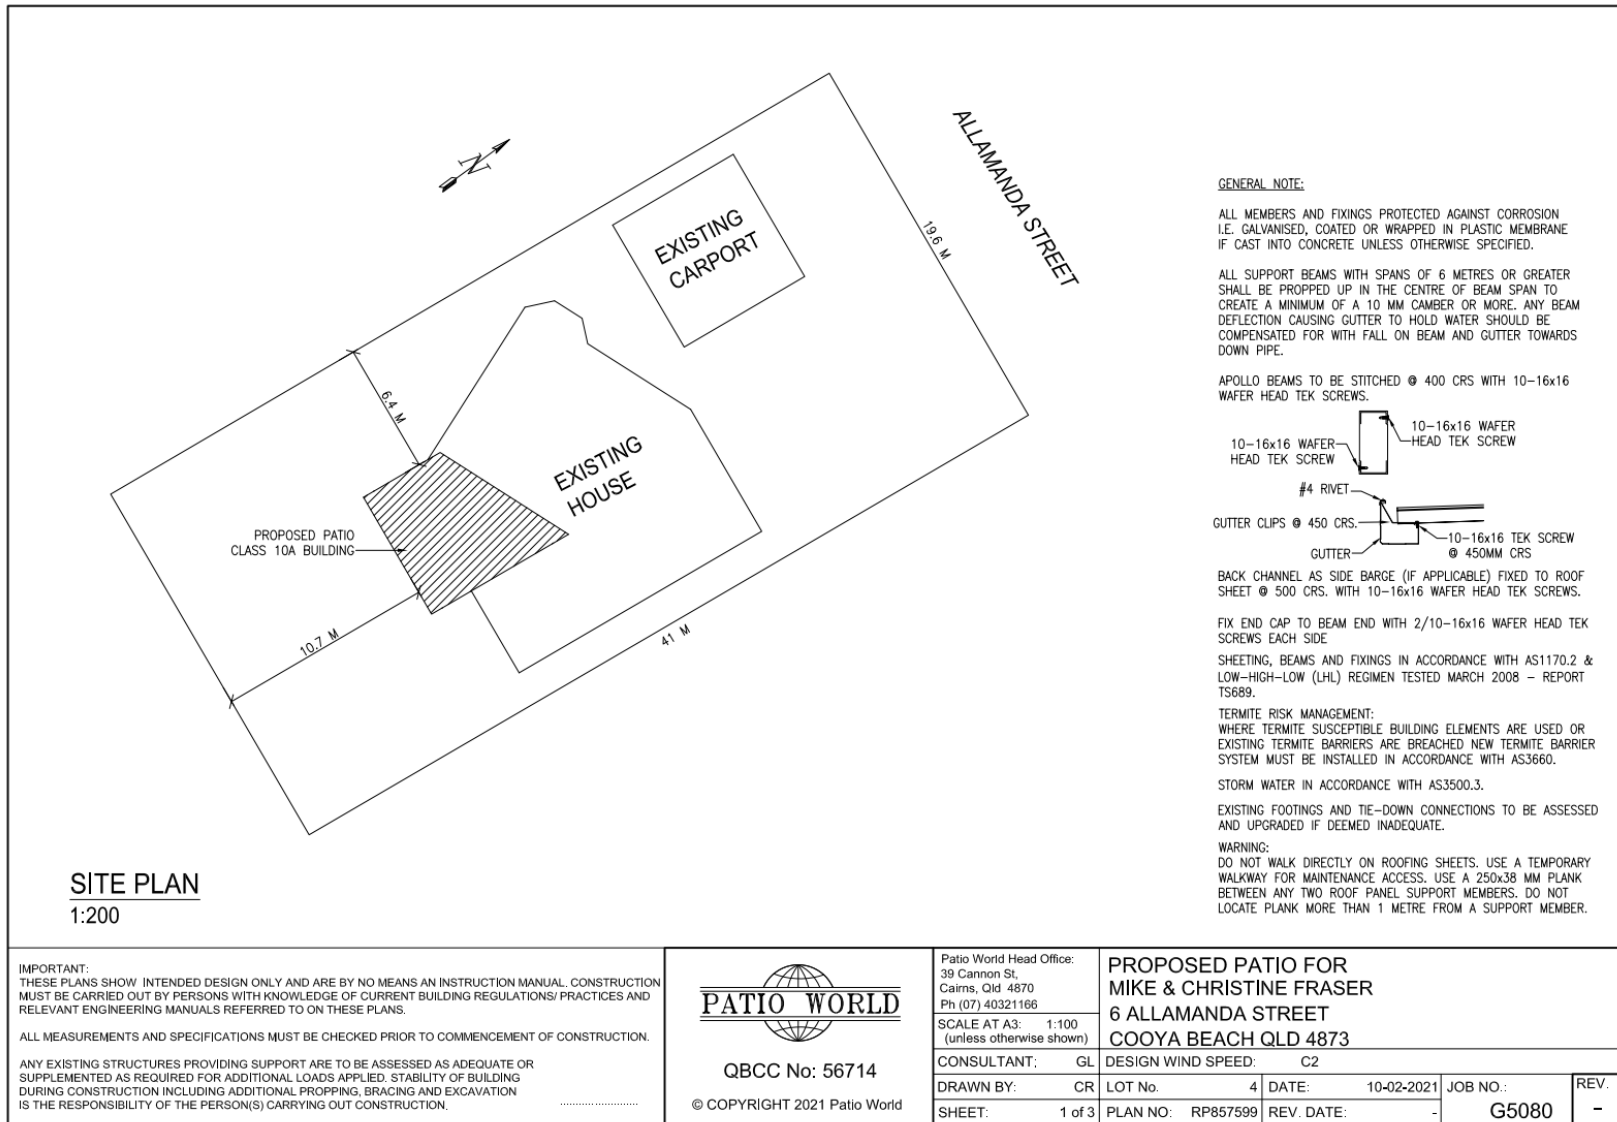 ALLAMANDA STREET
N
EXISTING
CARPORT
19.6 M
6.4 M
EXISTING
HOUSE
PROPOSED PATIO
CLASS 10A BUILDING
10.7 M
41 M
SITE PLAN
1:200
GENERAL NOTE:
ALL MEMBERS AND FIXINGS PROTECTED AGAINST CORROSION
I.E. GALVANISED, COATED OR WRAPPED IN PLASTIC MEMBRANE
IF CAST INTO CONCRETE UNLESS OTHERWISE SPECIFIED.
ALL SUPPORT BEAMS WITH SPANS OF 6 METRES OR GREATER
SHALL BE PROPPED UP IN THE CENTRE OF BEAM SPAN TO
CREATE A MINIMUM OF A 10 MM CAMBER OR MORE. ANY BEAM
DEFLECTION CAUSING GUTTER TO HOLD WATER SHOULD BE
COMPENSATED FOR WITH FALL ON BEAM AND GUTTER TOWARDS
DOWN PIPE.
APOLLO BEAMS TO BE STITCHED @ 400 CRS WITH 10-16x16
WAFER HEAD TEK SCREWS.
10-16x16 WAFER
HEAD TEK SCREW
10-16x16 WAFER
HEAD TEK SCREW
#4 RIVET
GUTTER CLIPS @ 450 CRS.
10-16x16 TEK SCREW
@ 450MM CRS
GUTTER
BACK CHANNEL AS SIDE BARGE (IF APPLICABLE) FIXED TO ROOF
SHEET @ 500 CRS. WITH 10-16x16 WAFER HEAD TEK SCREWS.
FIX END CAP TO BEAM END WITH 2/10-16x16 WAFER HEAD TEK
SCREWS EACH SIDE
SHEETING, BEAMS AND FIXINGS IN ACCORDANCE WITH AS1170.2 &
LOW-HIGH-LOW (LHL) REGIMEN TESTED MARCH 2008 - REPORT
TS689.
TERMITE RISK MANAGEMENT:
WHERE TERMITE SUSCEPTIBLE BUILDING ELEMENTS ARE USED OR
EXISTING TERMITE BARRIERS ARE BREACHED NEW TERMITE BARRIER
SYSTEM MUST BE INSTALLED IN ACCORDANCE WITH AS3660.
STORM WATER IN ACCORDANCE WITH AS3500.3.
EXISTING FOOTINGS AND TIE-DOWN CONNECTIONS TO BE ASSESSED
AND UPGRADED IF DEEMED INADEQUATE.
WARNING:
DO NOT WALK DIRECTLY ON ROOFING SHEETS. USE A TEMPORARY
WALKWAY FOR MAINTENANCE ACCESS. USE A 250x38 MM PLANK
BETWEEN ANY TWO ROOF PANEL SUPPORT MEMBERS. DO NOT
LOCATE PLANK MORE THAN 1 METRE FROM A SUPPORT MEMBER.
IMPORTANT:
THESE PLANS SHOW INTENDED DESIGN ONLY AND ARE BY NO MEANS AN INSTRUCTION MANUAL. CONSTRUCTION
MUST BE CARRIED OUT BY PERSONS WITH KNOWLEDGE OF CURRENT BUILDING REGULATIONS/ PRACTICES AND
RELEVANT ENGINEERING MANUALS REFERRED TO ON THESE PLANS.
ALL MEASUREMENTS AND SPECIFICATIONS MUST BE CHECKED PRIOR TO COMMENCEMENT OF CONSTRUCTION.
ANY EXISTING STRUCTURES PROVIDING SUPPORT ARE TO BE ASSESSED AS ADEQUATE OR
SUPPLEMENTED AS REQUIRED FOR ADDITIONAL LOADS APPLIED. STABILITY OF BUILDING
DURING CONSTRUCTION INCLUDING ADDITIONAL PROPPING, BRACING AND EXCAVATION
IS THE RESPONSIBILITY OF THE PERSON(S) CARRYING OUT CONSTRUCTION.
PATIO WORLD
QBCC No: 56714
© COPYRIGHT 2021 Patio World
Patio World Head Office:
39 Cannon St,
Cairns, Qld 4870
Ph (07) 40321166
SCALE AT A3: 1:100
(unless otherwise shown)
PROPOSED PATIO FOR
MIKE & CHRISTINE FRASER
6 ALLAMANDA STREET
COOYA BEACH QLD 4873
CONSULTANT: GL DESIGN WIND SPEED: C2
DRAWN BY: CR LOT No. 4 DATE: 10-02-2021 JOB NO.: REV.
SHEET: 1 of 3 PLAN NO: RP857599 REV. DATE: - G5080 -